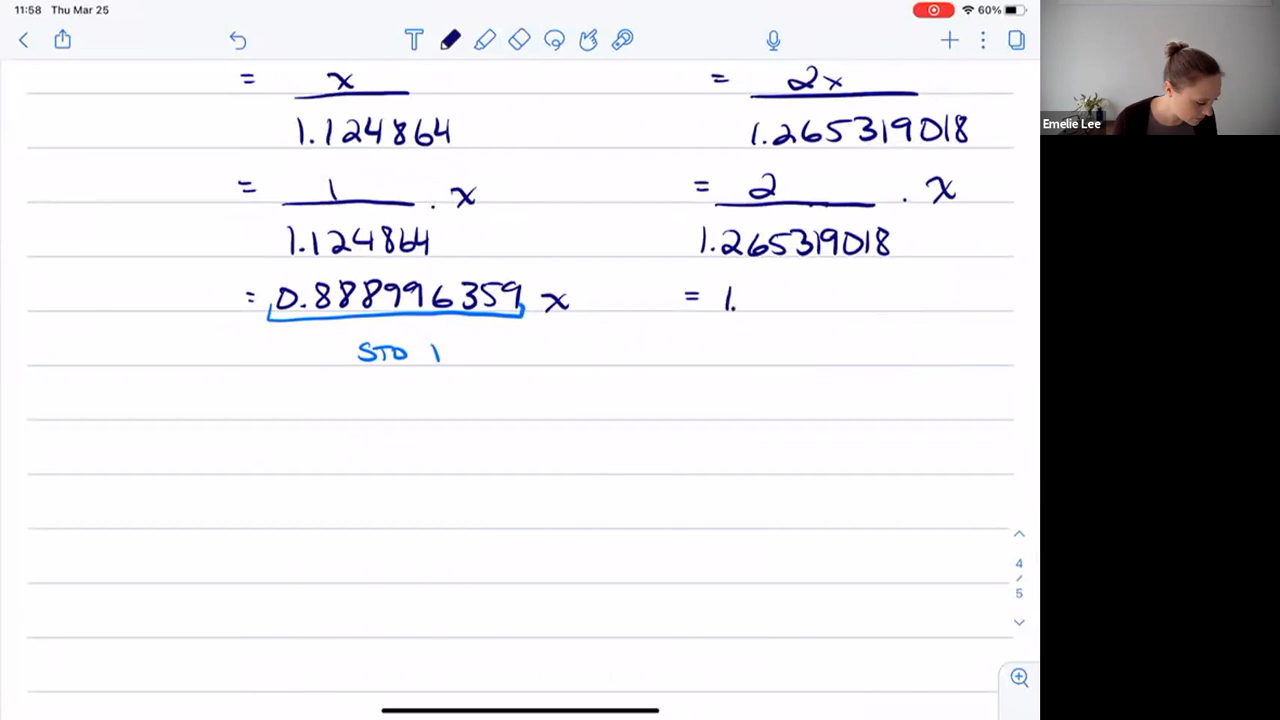 11:58 Thu Mar 25 60%
Emelie Lee
= x = 2x
1.124864 1.265319018
= 1 . x = 2 . x
1.124864 1.265319018
= 0.888996359 x = 1.
STO 1
4
/
5